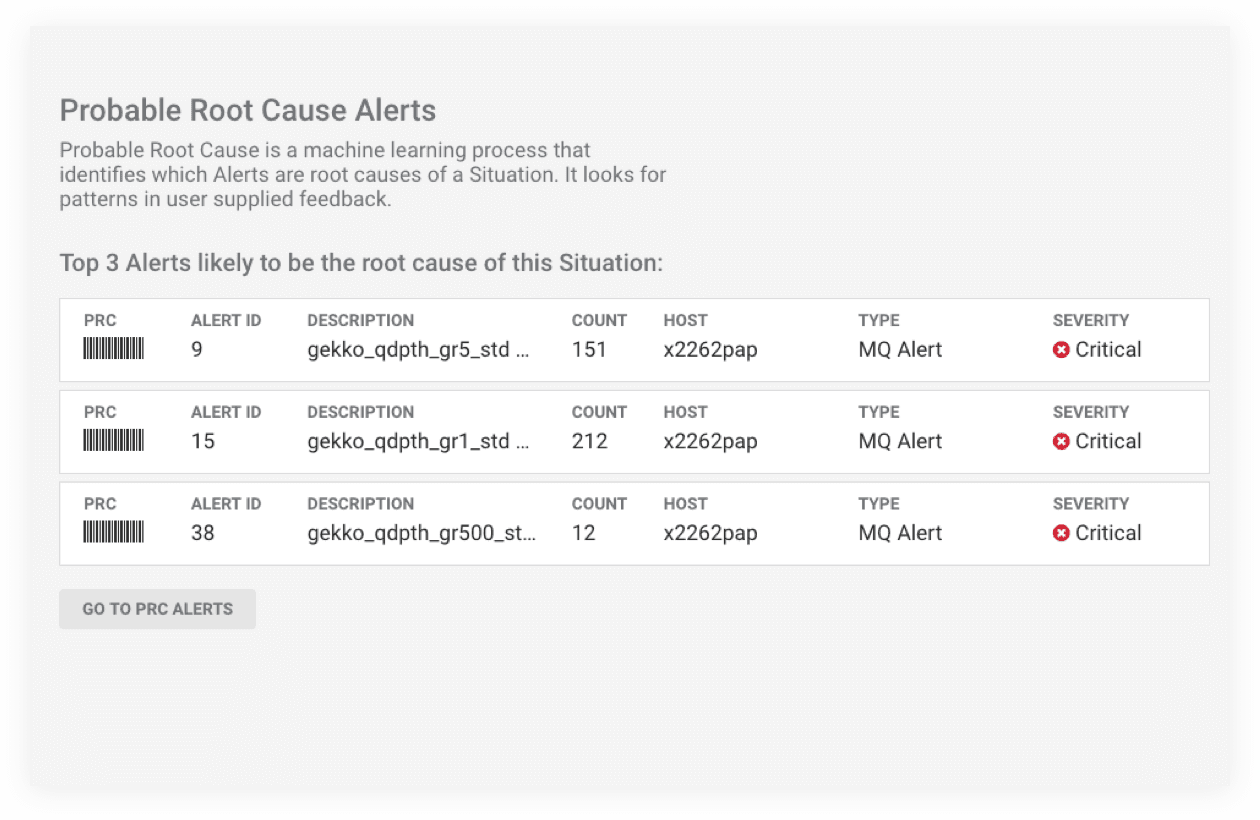 Probable Root Cause Alerts
Probable Root Cause is a machine learning process that
identifies which Alerts are root causes of a Situation. It looks for
patterns in user supplied feedback.
Top 3 Alerts likely to be the root cause of this Situation:
PRC ALERT ID DESCRIPTION COUNT HOST TYPE SEVERITY
9 gekko_qdpth_gr5_std ... 151 x2262pap MQ Alert Critical
PRC ALERT ID DESCRIPTION COUNT HOST TYPE SEVERITY
15 gekko_qdpth_gr1_std ... 212 x2262pap MQ Alert Critical
PRC ALERT ID DESCRIPTION COUNT HOST TYPE SEVERITY
38 gekko_qdpth_gr500_st... 12 x2262pap MQ Alert Critical
GO TO PRC ALERTS